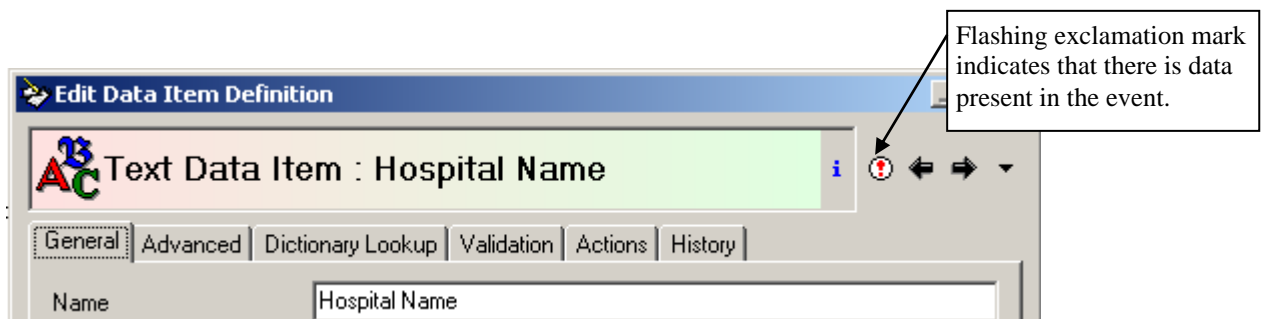 Flashing exclamation mark
indicates that there is data
present in the event.
Edit Data Item Definition
ABC Text Data Item : Hospital Name i
General Advanced Dictionary Lookup Validation Actions History
Name Hospital Name